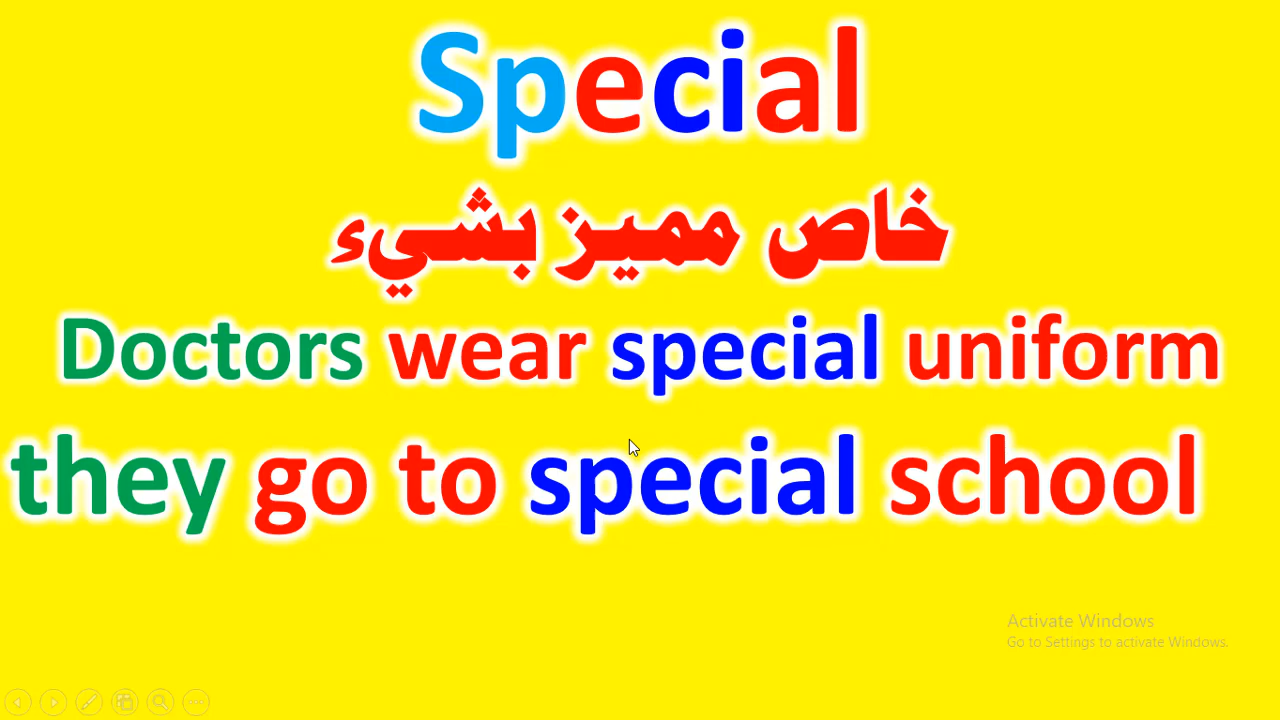 Special
خاص مميز بشيء
Doctors wear special uniform
they go to special school
Activate Windows
Go to Settings to activate Windows.